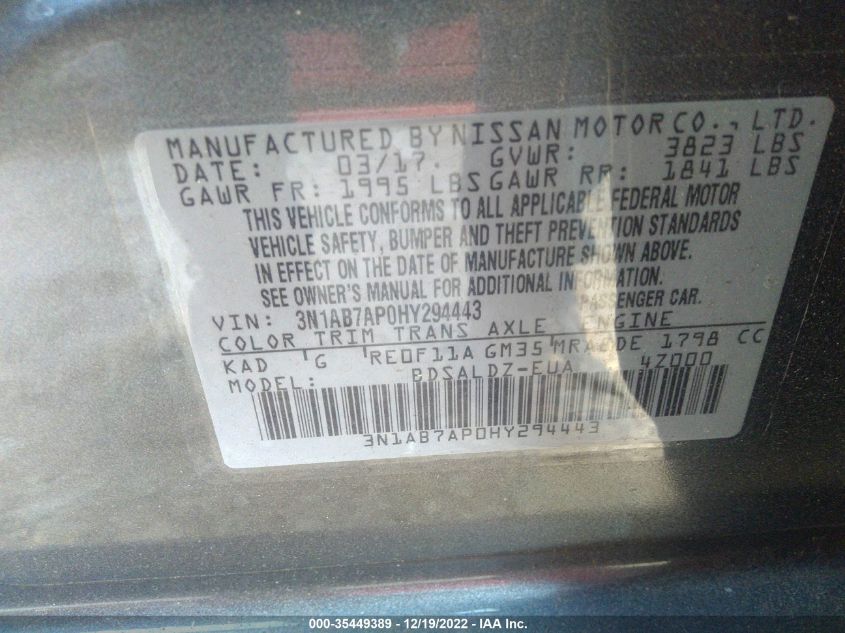 MANUFACTURED BY NISSAN MOTOR CO., LTD.
DATE: 03/17. GVWR: 3823 LBS
GAWR FR: 1995 LBS GAWR RR: 1841 LBS
THIS VEHICLE CONFORMS TO ALL APPLICABLE FEDERAL MOTOR
VEHICLE SAFETY, BUMPER AND THEFT PREVENTION STANDARDS
IN EFFECT ON THE DATE OF MANUFACTURE SHOWN ABOVE.
SEE OWNER'S MANUAL FOR ADDITIONAL INFORMATION.
VIN: 3N1AB7AP0HY294443 PASSENGER CAR.
COLOR TRIM TRANS AXLE ENGINE
KAD G RE0F11A GM35 1798 CC
MODEL: BDSALDZ-EUA 4Z000
3N1AB7AP0HY294443
000-35449389 - 12/19/2022 - IAA Inc.